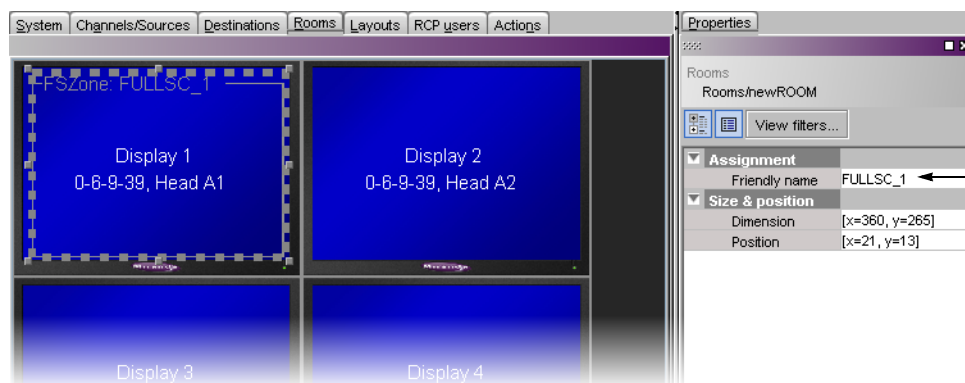 System Channels/Sources Destinations Rooms Layouts RCP users Actions
FSZone: FULLSC_1
Display 1
0-6-9-39, Head A1
Display 2
0-6-9-39, Head A2
Display 3
Display 4
Properties
Rooms
Rooms/newROOM
View filters...
Assignment
Friendly name FULLSC_1
Size & position
Dimension [x=360, y=265]
Position [x=21, y=13]